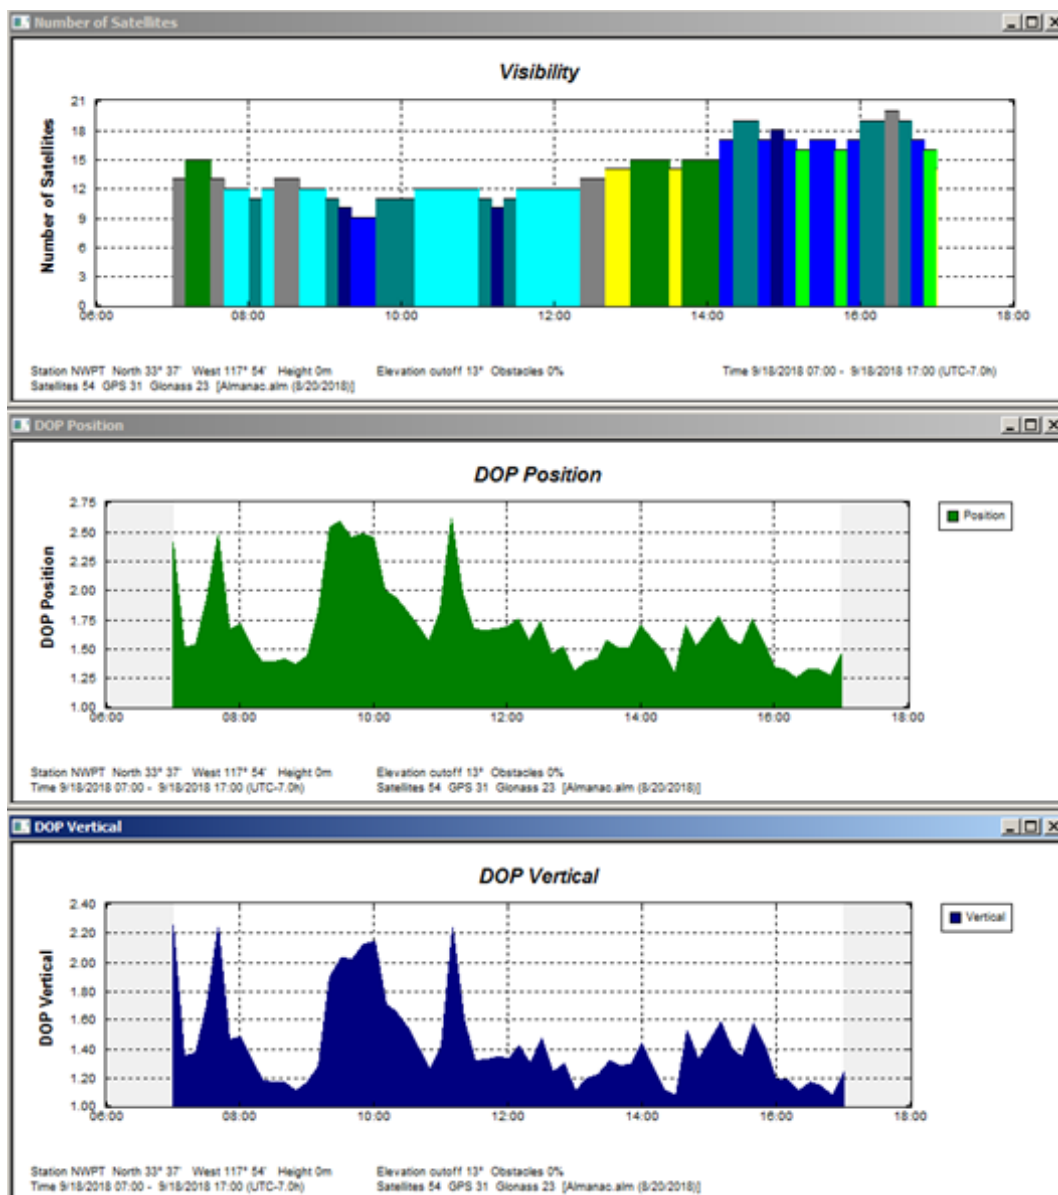 Number of Satellites
Visibility
Number of Satellites
21
18
15
12
9
6
3
0
06:00 08:00 10:00 12:00 14:00 16:00 18:00
Station NWPT North 33° 37' West 117° 54' Height 0m Elevation cutoff 13° Obstacles 0% Time 9/18/2018 07:00 - 9/18/2018 17:00 (UTC-7.0h)
Satellites 54 GPS 31 Glonass 23 [Almanac.alm (8/20/2018)]
DOP Position
DOP Position
DOP Position
2.75
2.50
2.25
2.00
1.75
1.50
1.25
1.00
06:00 08:00 10:00 12:00 14:00 16:00 18:00
Position
Station NWPT North 33° 37' West 117° 54' Height 0m Elevation cutoff 13° Obstacles 0%
Time 9/18/2018 07:00 - 9/18/2018 17:00 (UTC-7.0h) Satellites 54 GPS 31 Glonass 23 [Almanac.alm (8/20/2018)]
DOP Vertical
DOP Vertical
DOP Vertical
2.40
2.20
2.00
1.80
1.60
1.40
1.20
1.00
06:00 08:00 10:00 12:00 14:00 16:00 18:00
Vertical
Station NWPT North 33° 37' West 117° 54' Height 0m Elevation cutoff 13° Obstacles 0%
Time 9/18/2018 07:00 - 9/18/2018 17:00 (UTC-7.0h) Satellites 54 GPS 31 Glonass 23 [Almanac.alm (8/20/2018)]